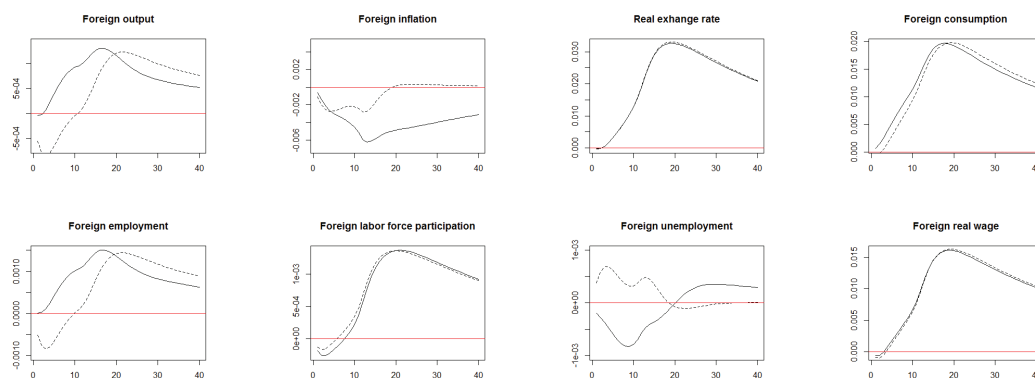 Foreign output
Foreign inflation
Real exhange rate
Foreign consumption
5e-04
-5e-04
0 10 20 30 40
0.002
-0.002
-0.006
0 10 20 30 40
0.030
0.020
0.010
0.000
0 10 20 30 40
0.020
0.015
0.010
0.005
0.000
0 10 20 30 40
Foreign employment
Foreign labor force participation
Foreign unemployment
Foreign real wage
0.0010
0.0000
-0.0010
0 10 20 30 40
1e-03
5e-04
0e+00
0 10 20 30 40
1e-03
0e+00
-1e-03
0 10 20 30 40
0.015
0.010
0.005
0.000
0 10 20 30 40